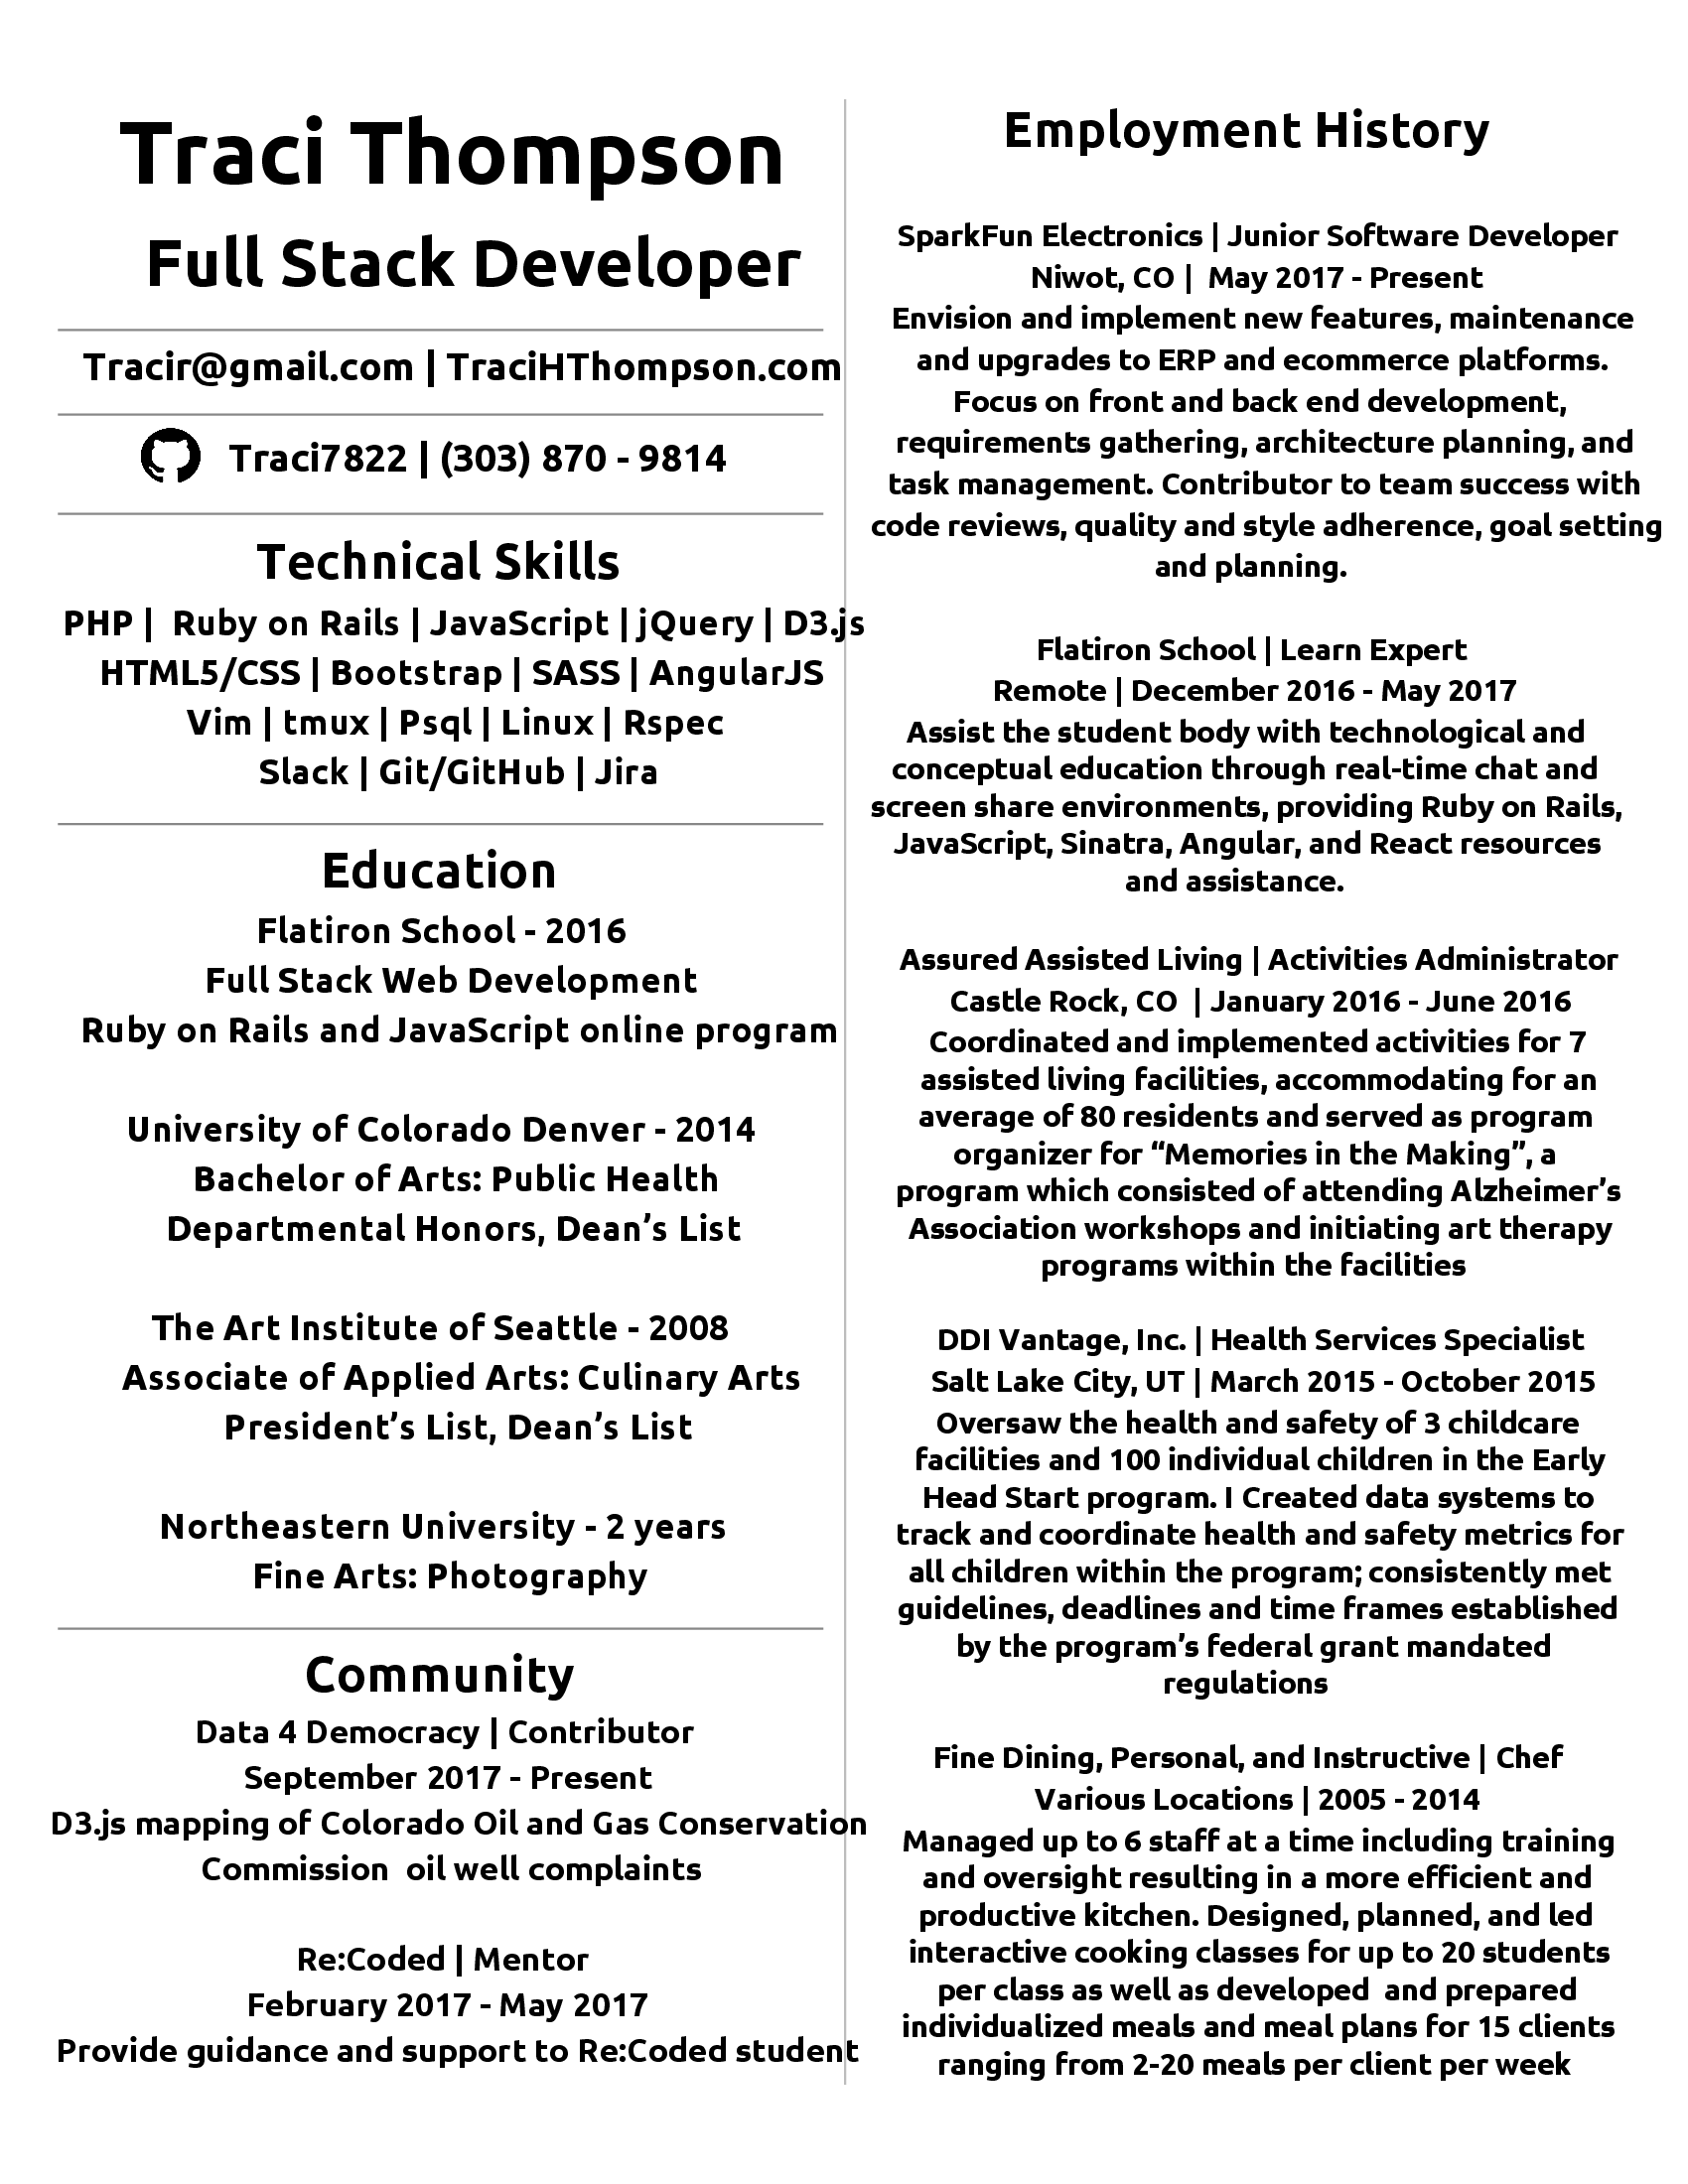 Traci Thompson
Full Stack Developer
Tracir@gmail.com | TraciHThompson.com
Traci7822 | (303) 870 - 9814
Technical Skills
PHP | Ruby on Rails | JavaScript | jQuery | D3.js
HTML5/CSS | Bootstrap | SASS | AngularJS
Vim | tmux | Psql | Linux | Rspec
Slack | Git/GitHub | Jira
Education
Flatiron School - 2016
Full Stack Web Development
Ruby on Rails and JavaScript online program
University of Colorado Denver - 2014
Bachelor of Arts: Public Health
Departmental Honors, Dean’s List
The Art Institute of Seattle - 2008
Associate of Applied Arts: Culinary Arts
President’s List, Dean’s List
Northeastern University - 2 years
Fine Arts: Photography
Community
Data 4 Democracy | Contributor
September 2017 - Present
D3.js mapping of Colorado Oil and Gas Conservation
Commission oil well complaints
Re:Coded | Mentor
February 2017 - May 2017
Provide guidance and support to Re:Coded student
Employment History
SparkFun Electronics | Junior Software Developer
Niwot, CO | May 2017 - Present
Envision and implement new features, maintenance
and upgrades to ERP and ecommerce platforms.
Focus on front and back end development,
requirements gathering, architecture planning, and
task management. Contributor to team success with
code reviews, quality and style adherence, goal setting
and planning.
Flatiron School | Learn Expert
Remote | December 2016 - May 2017
Assist the student body with technological and
conceptual education through real-time chat and
screen share environments, providing Ruby on Rails,
JavaScript, Sinatra, Angular, and React resources
and assistance.
Assured Assisted Living | Activities Administrator
Castle Rock, CO | January 2016 - June 2016
Coordinated and implemented activities for 7
assisted living facilities, accommodating for an
average of 80 residents and served as program
organizer for “Memories in the Making”, a
program which consisted of attending Alzheimer’s
Association workshops and initiating art therapy
programs within the facilities
DDI Vantage, Inc. | Health Services Specialist
Salt Lake City, UT | March 2015 - October 2015
Oversaw the health and safety of 3 childcare
facilities and 100 individual children in the Early
Head Start program. I Created data systems to
track and coordinate health and safety metrics for
all children within the program; consistently met
guidelines, deadlines and time frames established
by the program’s federal grant mandated
regulations
Fine Dining, Personal, and Instructive | Chef
Various Locations | 2005 - 2014
Managed up to 6 staff at a time including training
and oversight resulting in a more efficient and
productive kitchen. Designed, planned, and led
interactive cooking classes for up to 20 students
per class as well as developed and prepared
individualized meals and meal plans for 15 clients
ranging from 2-20 meals per client per week